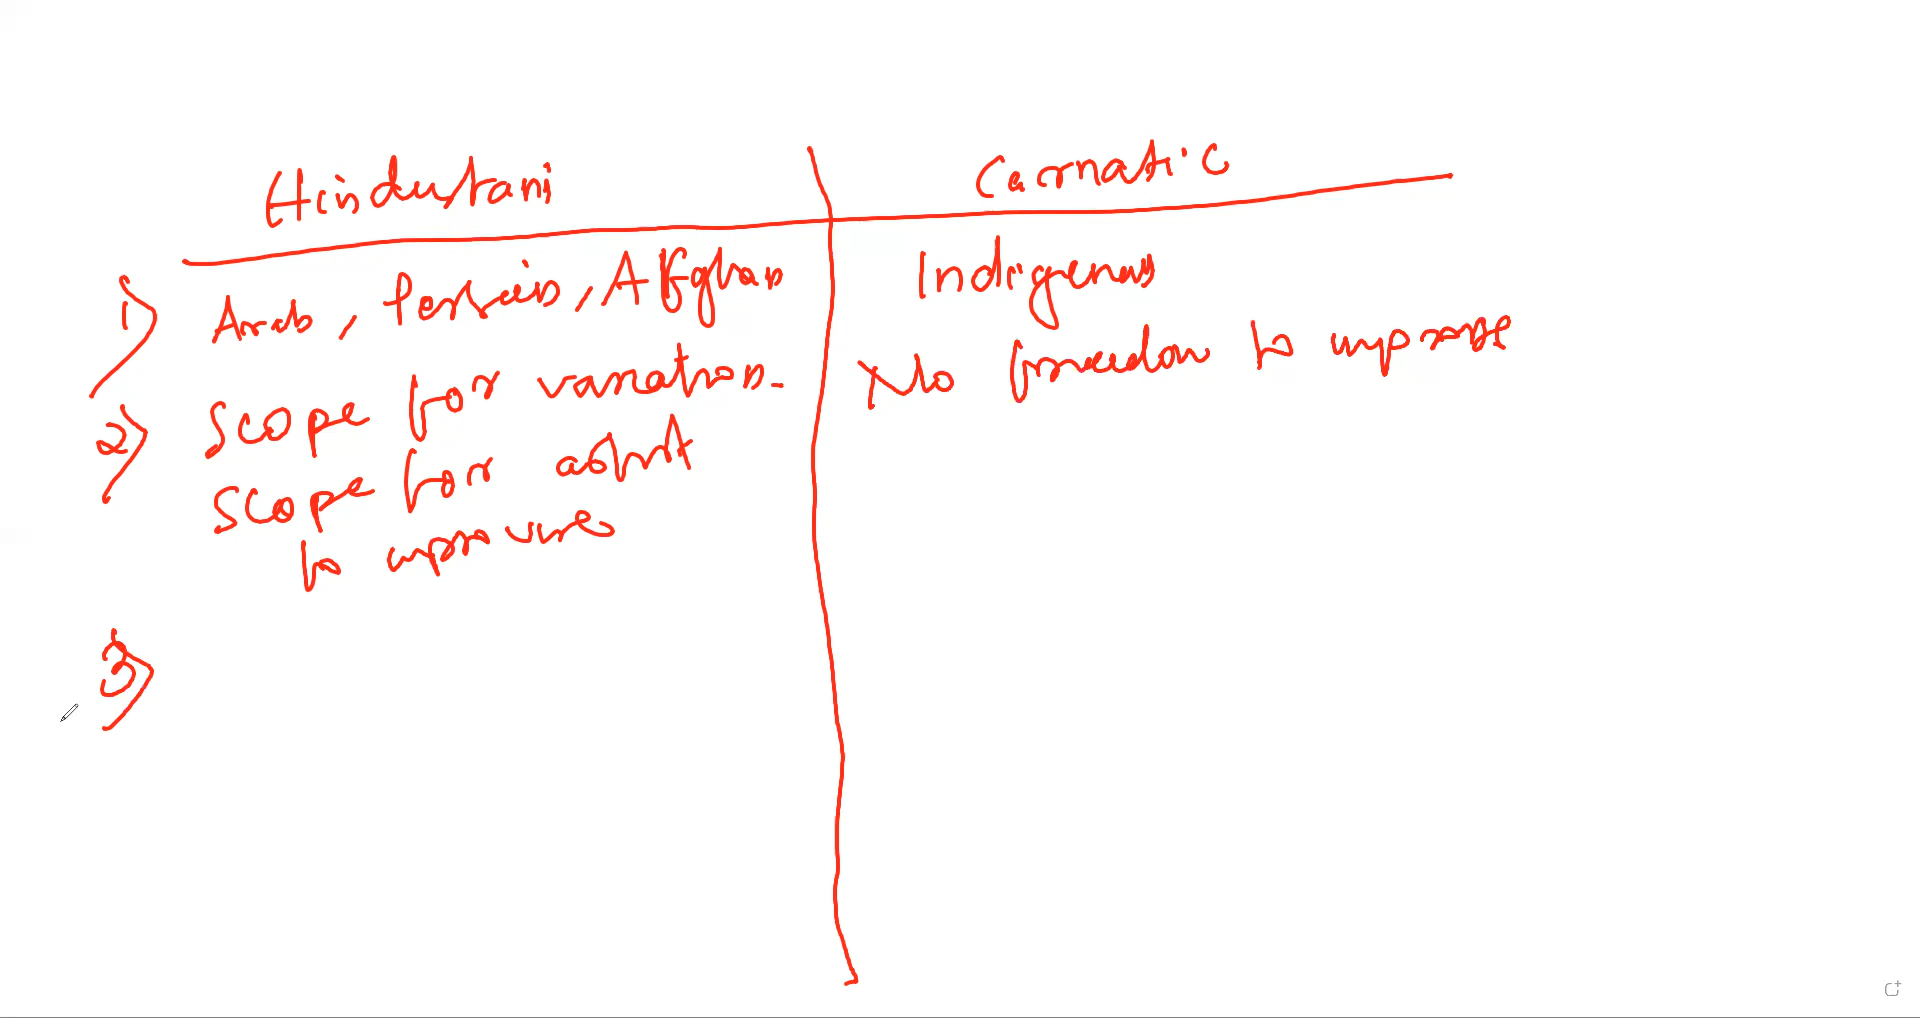 Hindustani Carnatic
1) Arab, Persian, Afghan Indigenous
2) Scope for variation. No freedom to improvise
Scope for artist
to improvise
3)